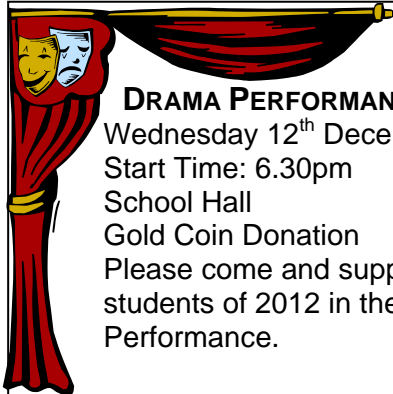 DRAMA PERFORMAN
Wednesday 12th Dece
Start Time: 6.30pm
School Hall
Gold Coin Donation
Please come and supp
students of 2012 in the
Performance.